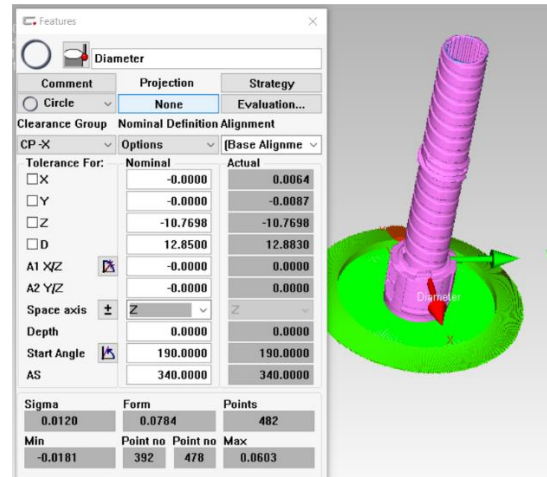 Features
Diameter
Comment Projection Strategy
Circle None Evaluation...
Clearance Group Nominal Definition Alignment
CP -X Options (Base Alignme
Tolerance For: Nominal Actual
X -0.0000 0.0064
Y -0.0000 -0.0087
Z -10.7698 -10.7698
D 12.8500 12.8830
A1 X/Z -0.0000 0.0000
A2 Y/Z -0.0000 -0.0000
Space axis ± Z Z
Depth 0.0000 0.0000
Start Angle 190.0000 190.0000
AS 340.0000 340.0000
Sigma Form Points
0.0120 0.0784 482
Min Point no Point no Max
-0.0181 392 478 0.0603
Diameter
X